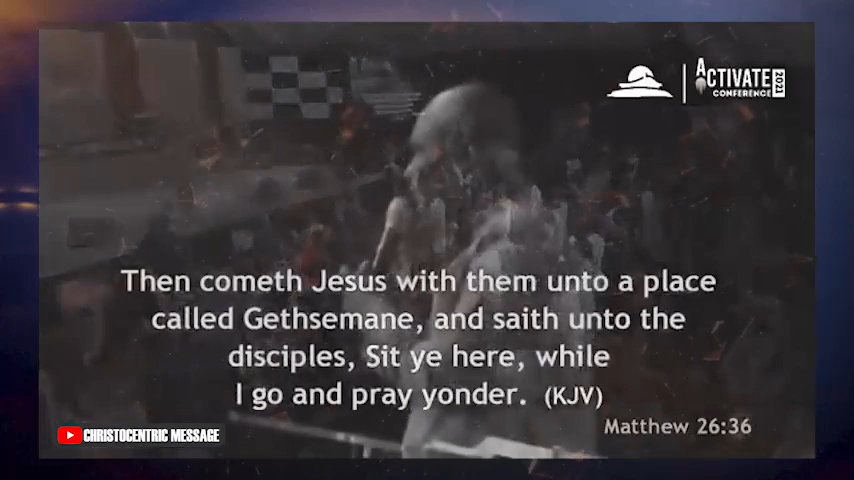 ACTIVATE
CONFERENCE 2021
Then cometh Jesus with them unto a place
called Gethsemane, and saith unto the
disciples, Sit ye here, while
I go and pray yonder. (KJV)
Matthew 26:36
CHRISTOCENTRIC MESSAGE